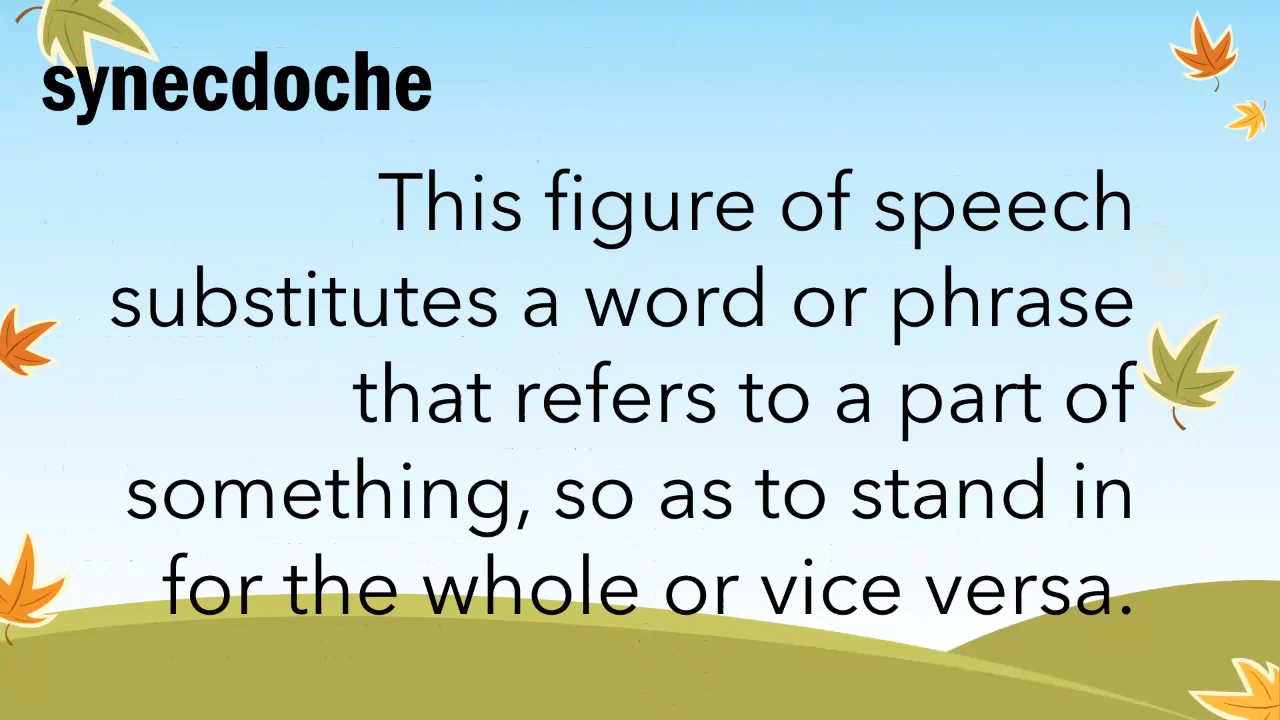 synecdoche
This figure of speech
substitutes a word or phrase
that refers to a part of
something, so as to stand in
for the whole or vice versa.